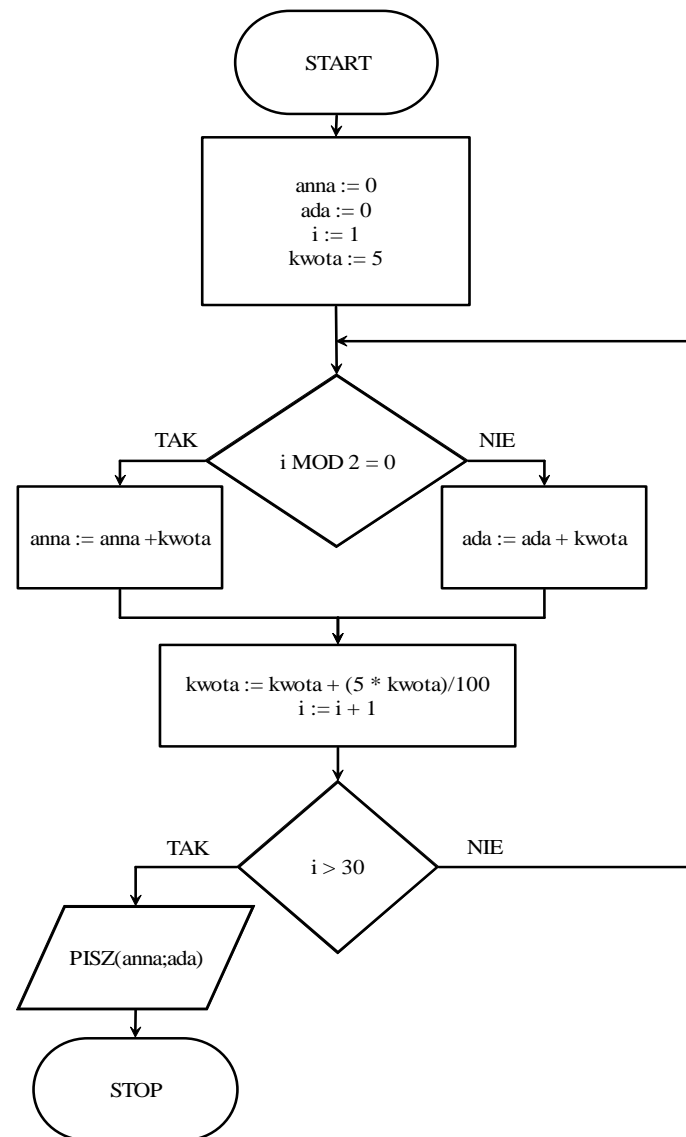 START
anna := 0
ada := 0
i := 1
kwota := 5
TAK
NIE
i MOD 2 = 0
anna := anna +kwota
ada := ada + kwota
kwota := kwota + (5 * kwota)/100
i := i + 1
TAK
NIE
i > 30
PISZ(anna;ada)
STOP